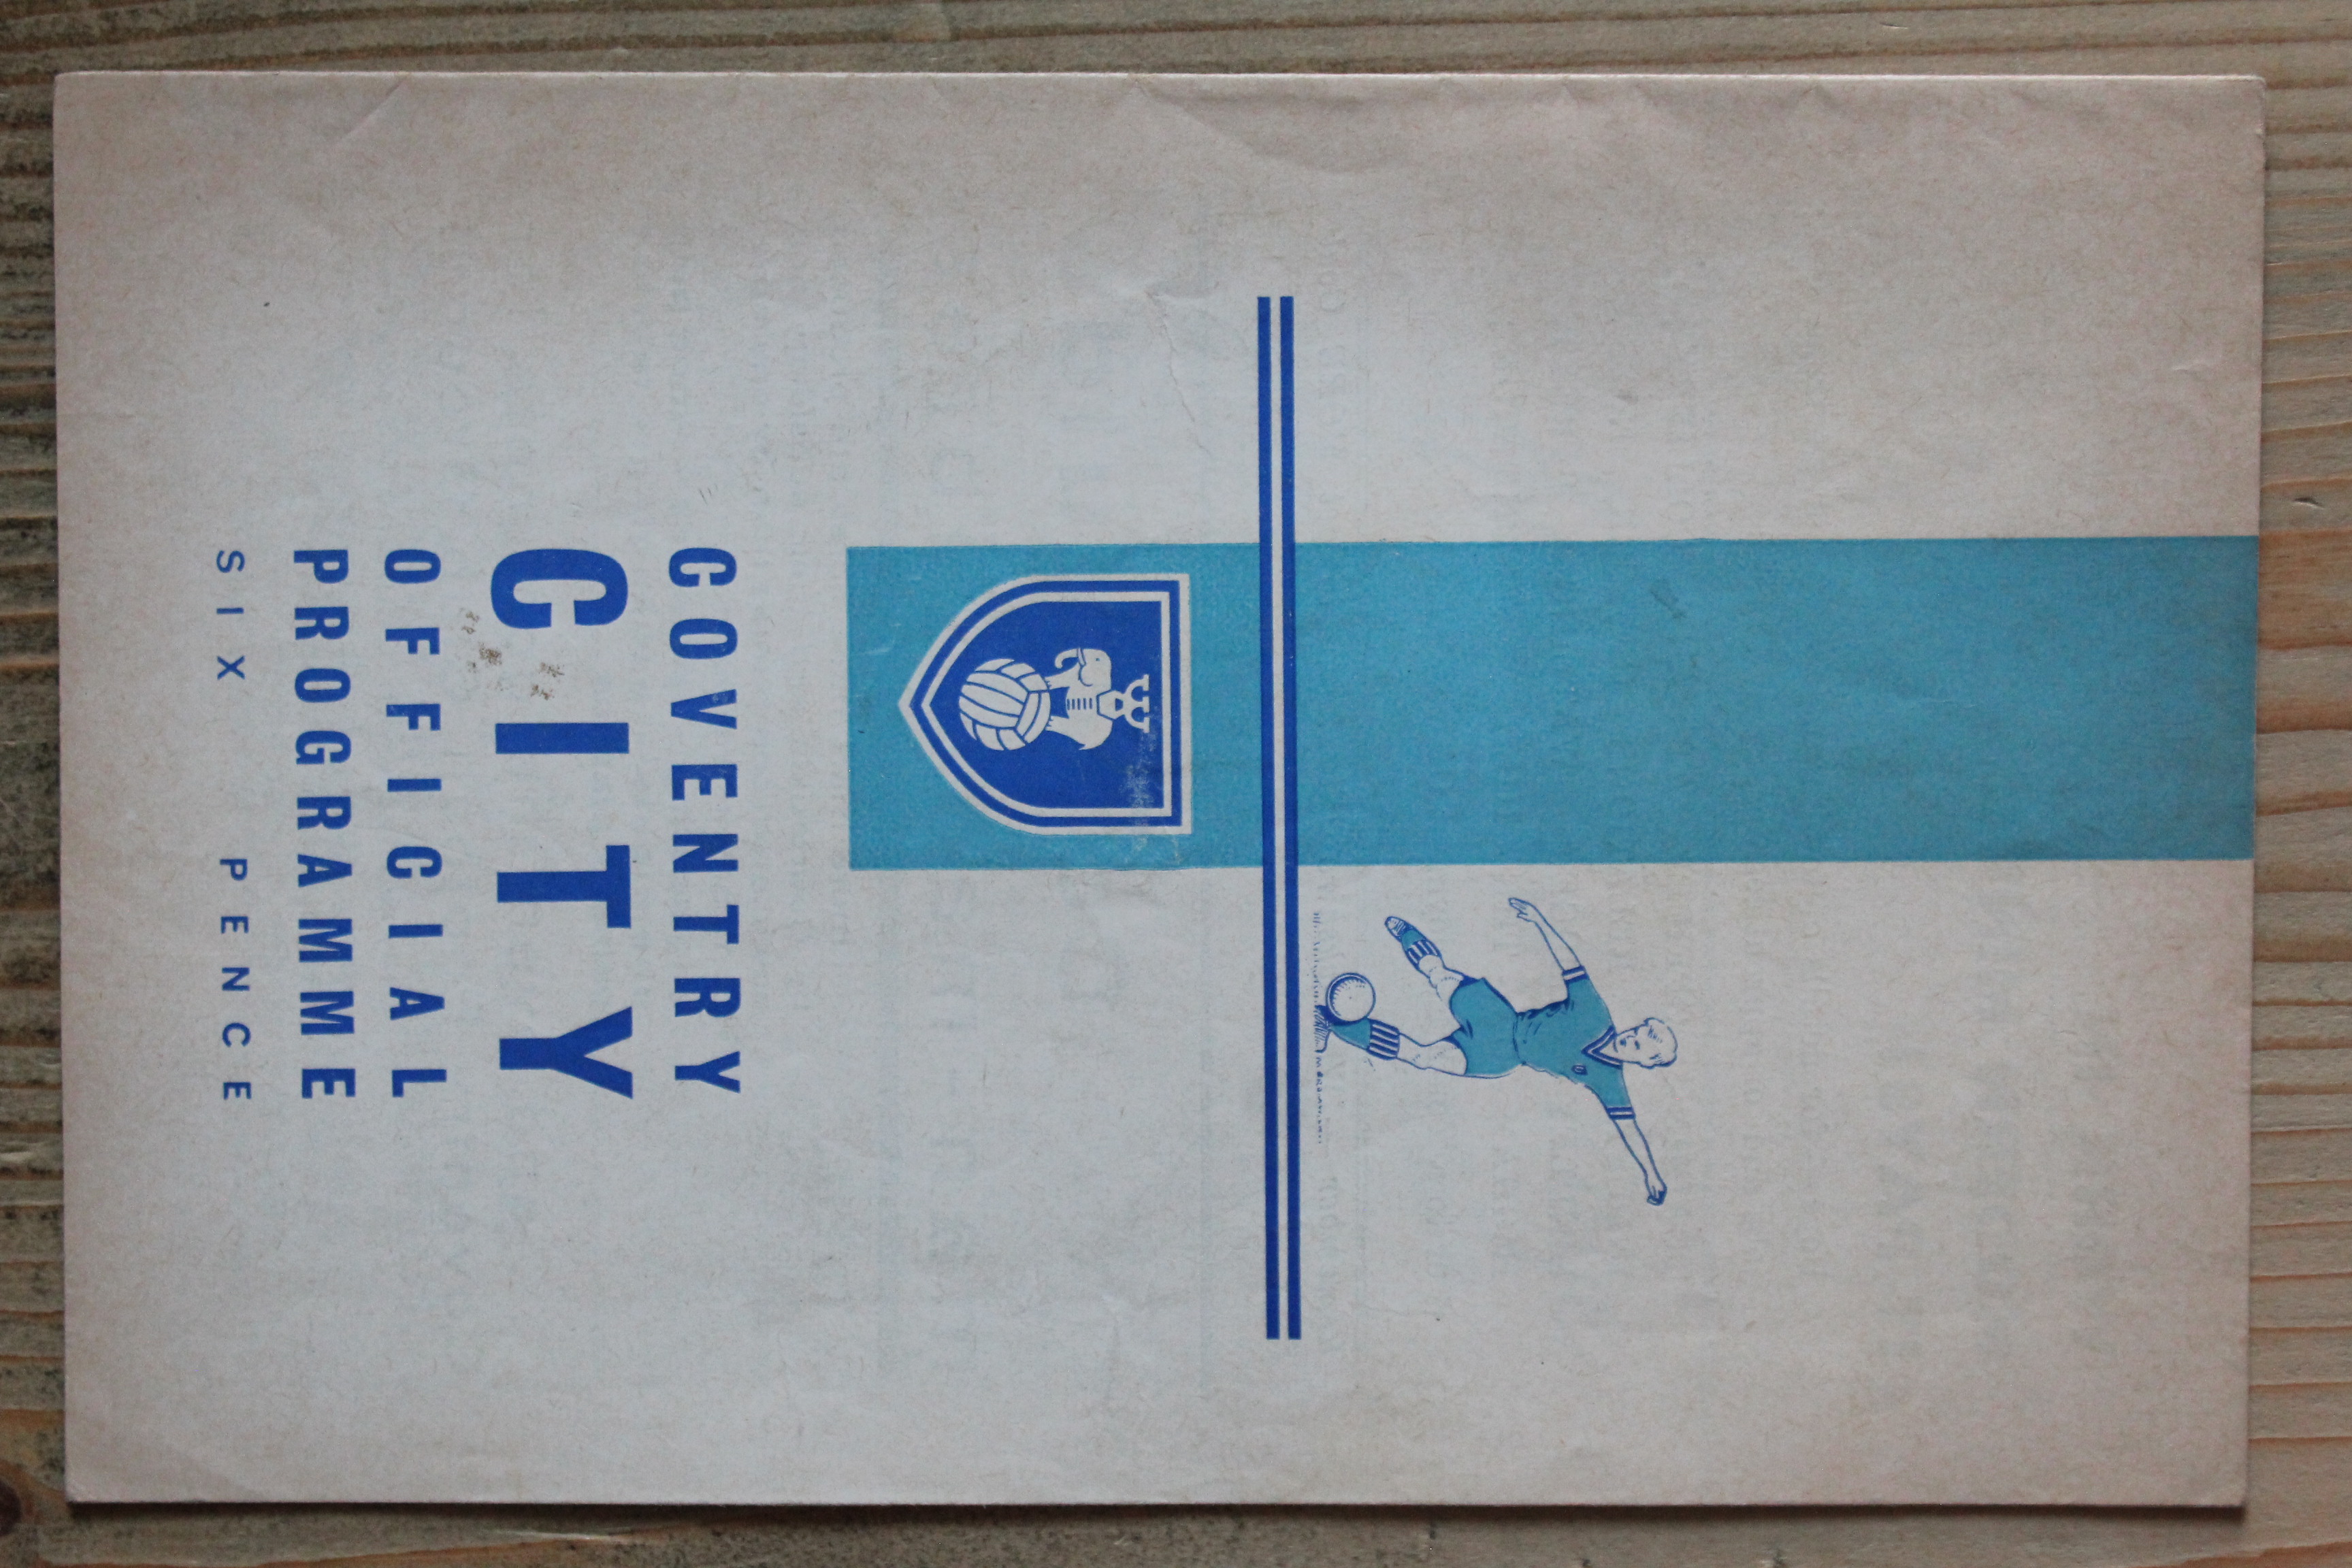 COVENTRY
CITY
OFFICIAL
PROGRAMME
SIX PENCE